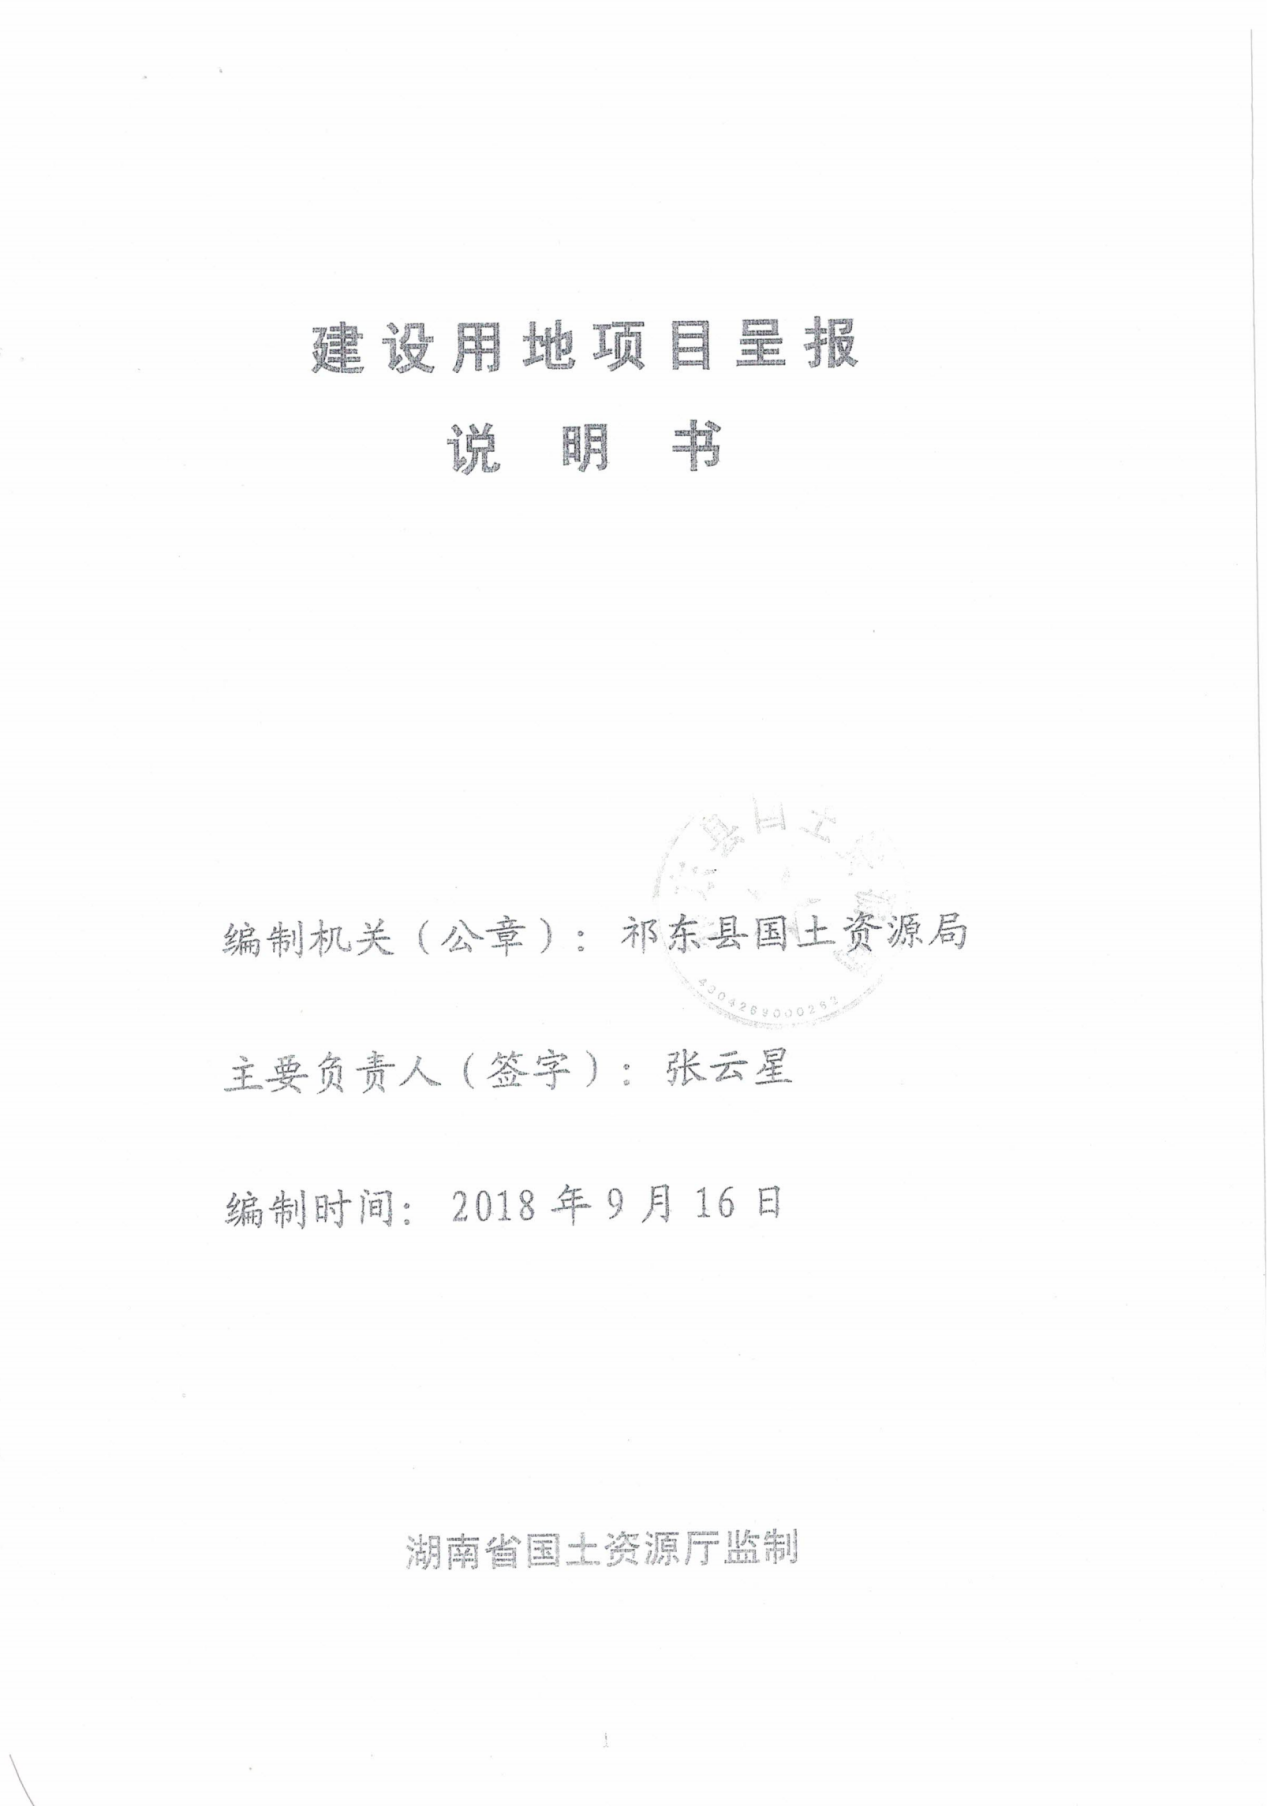 建设用地项目呈报
说明书
编制机关（公章）：祁东县国土资源局
主要负责人（签字）：张云星
编制时间：2018年9月16日
湖南省国土资源厅监制
1